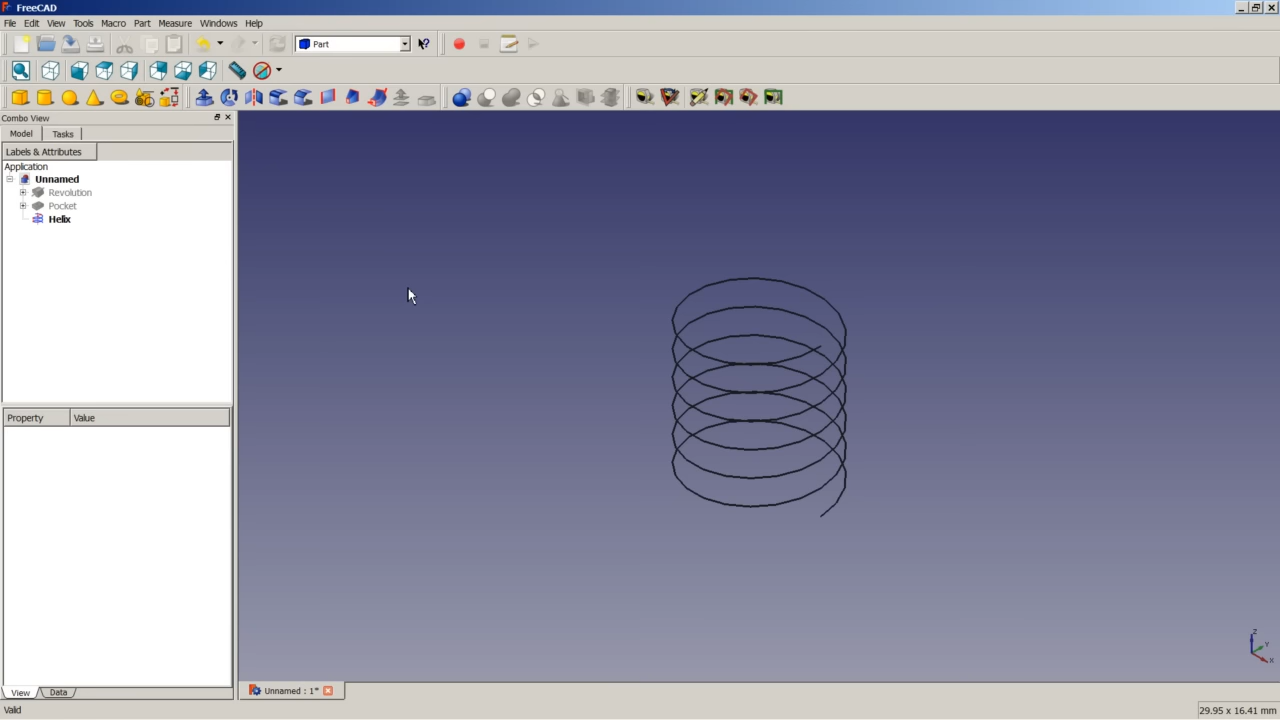 FreeCAD
File Edit View Tools Macro Part Measure Windows Help
Part
Combo View
Model Tasks
Labels & Attributes
Application
Unnamed
Revolution
Pocket
Helix
Property Value
View Data
Unnamed : 1*
Z
Y
X
Valid
29.95 x 16.41 mm